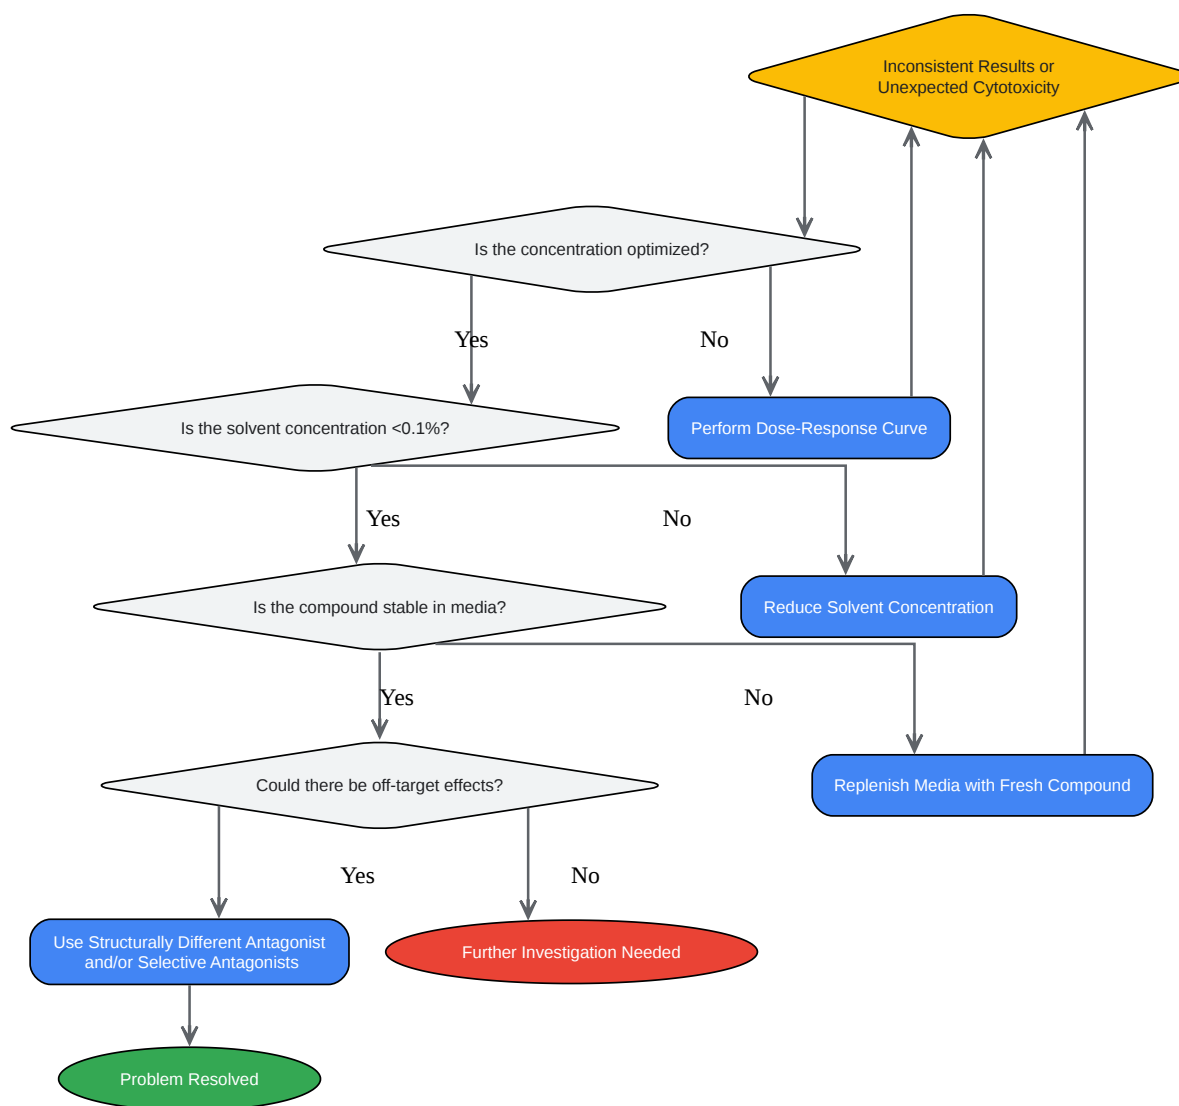 Inconsistent Results or
Unexpected Cytotoxicity
Is the concentration optimized?
Yes
No
Is the solvent concentration <0.1%?
Perform Dose-Response Curve
Yes
No
Is the compound stable in media?
Reduce Solvent Concentration
Yes
No
Could there be off-target effects?
Replenish Media with Fresh Compound
Yes
No
Use Structurally Different Antagonist
and/or Selective Antagonists
Further Investigation Needed
Problem Resolved